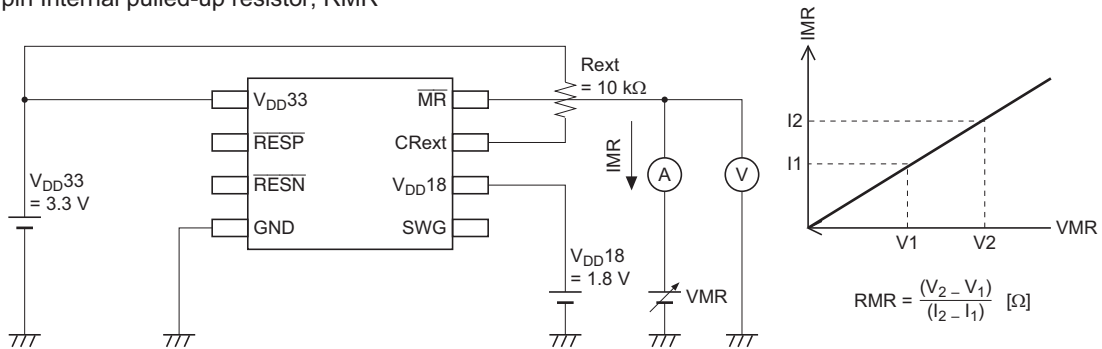 pin Internal pulled-up resistor, RMR
Rext
= 10 kΩ
VDD33
RESP
RESN
GND
MR
CRext
VDD18
SWG
VDD33
= 3.3 V
VDD18
= 1.8 V
IMR
A
V
VMR
IMR
I2
I1
V1
V2
VMR
RMR = (V2 – V1) / (I2 – I1) [Ω]